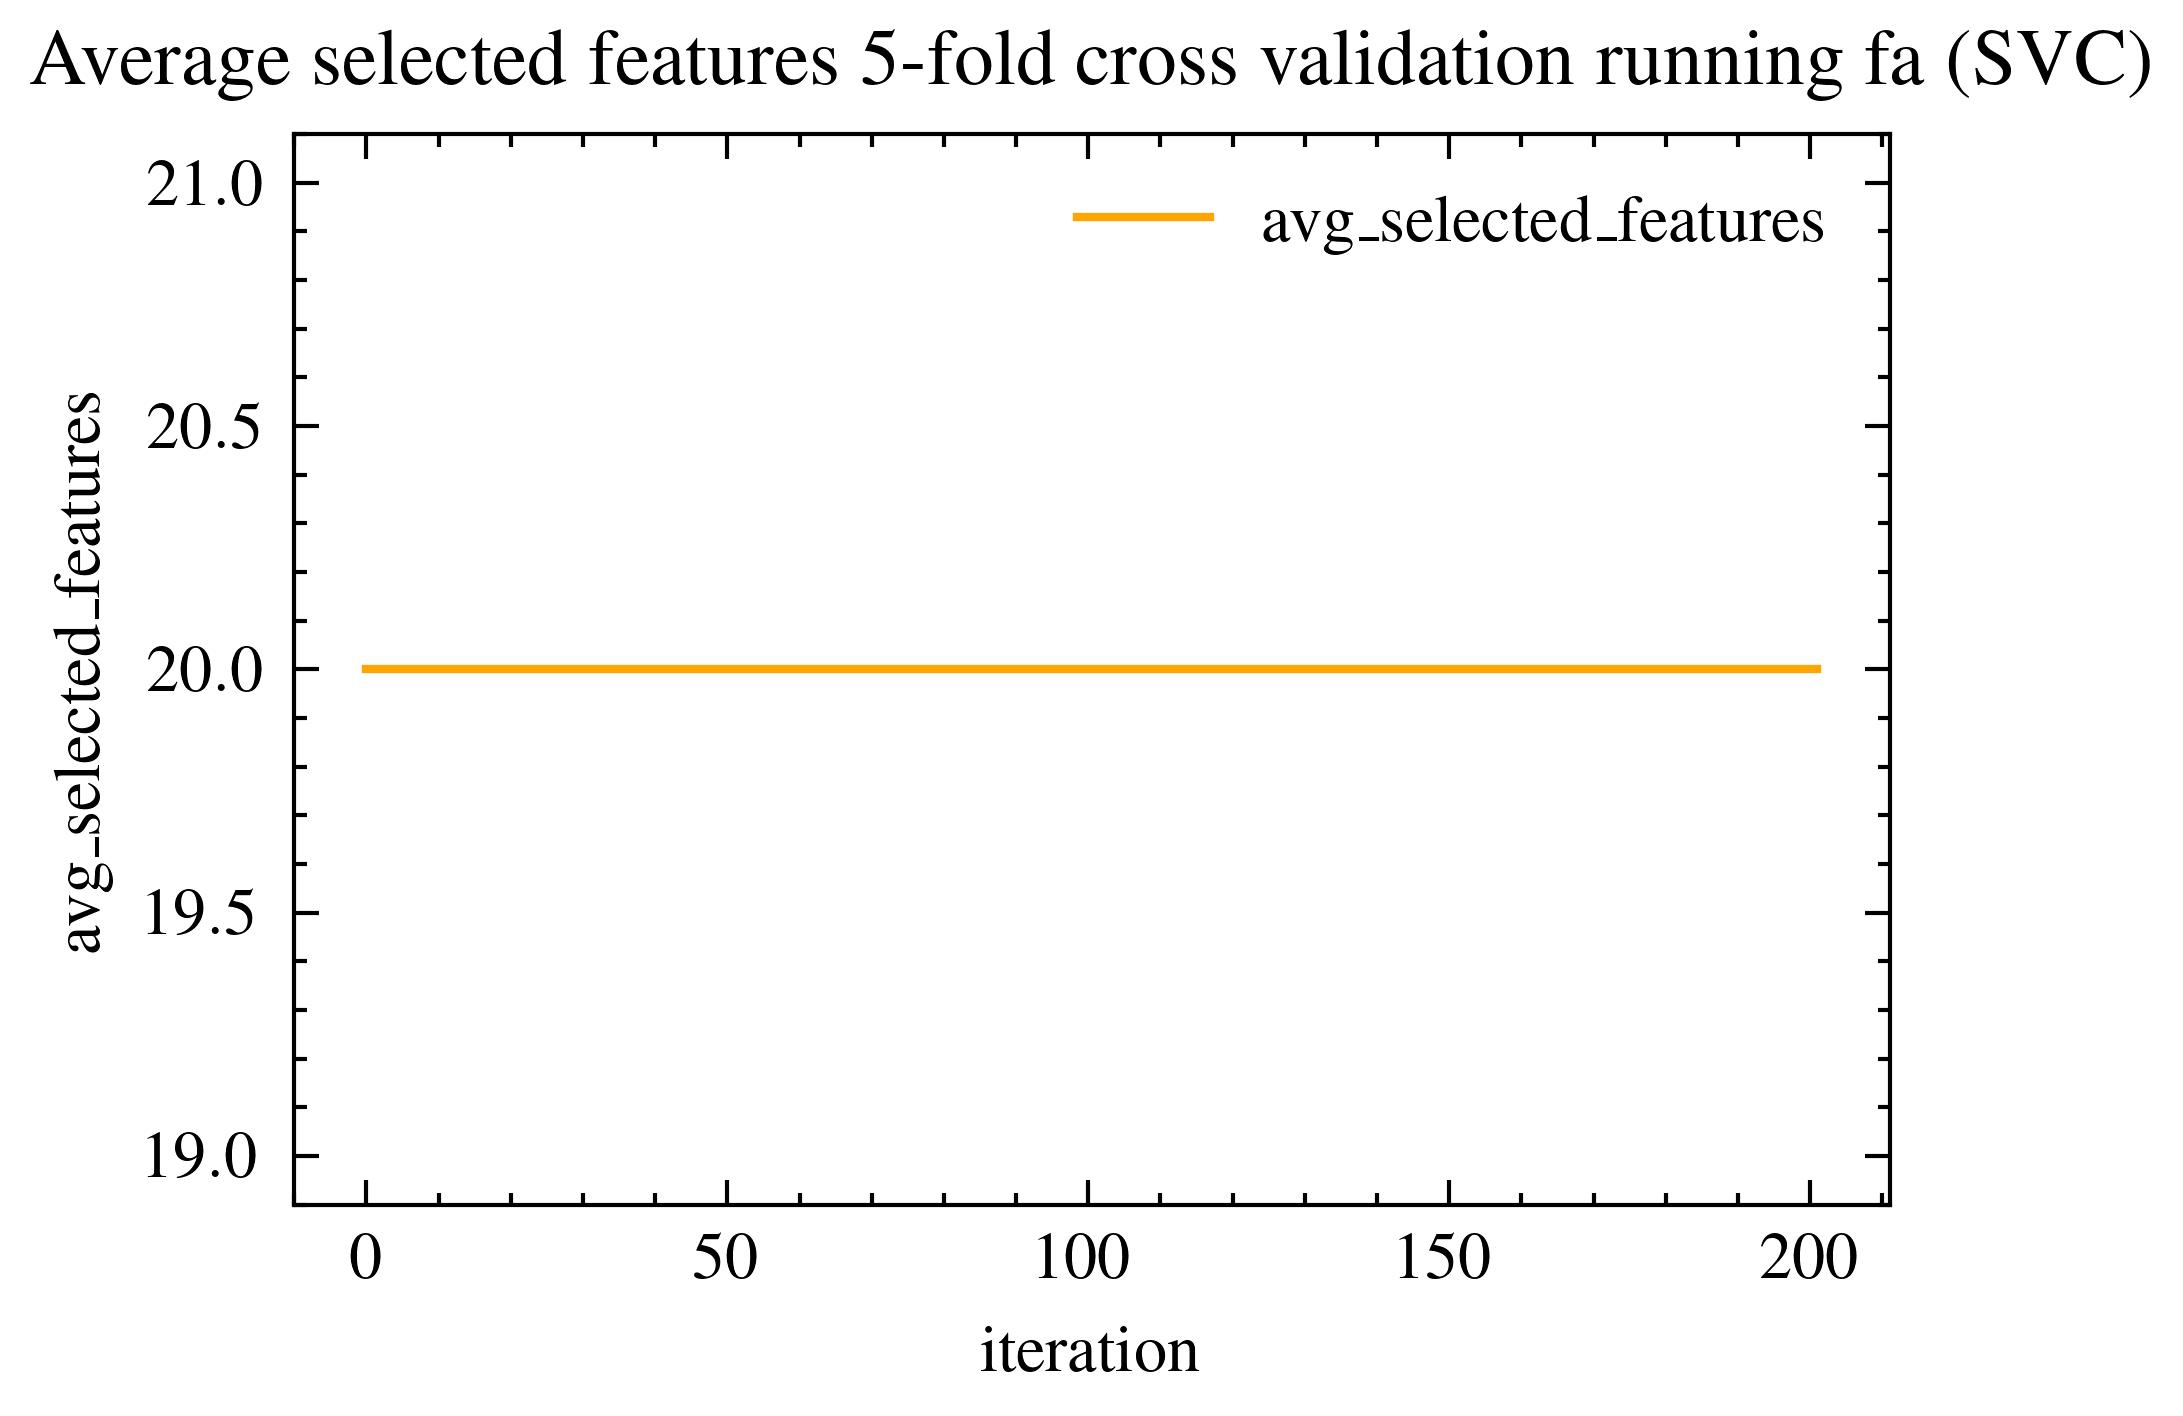 Average selected features 5-fold cross validation running fa (SVC)
21.0
avg_selected_features
20.5
20.0
19.5
19.0
avg_selected_features
0 50 100 150 200
iteration